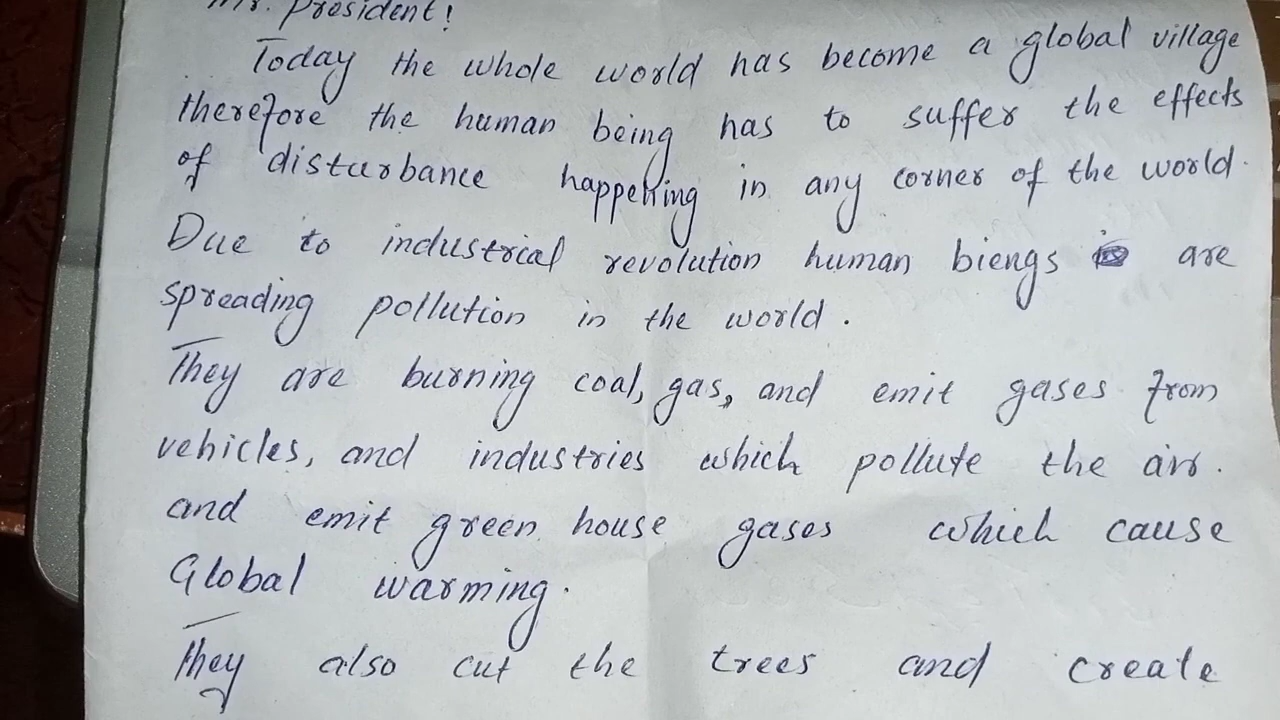 Mr. President!
Today the whole world has become a global village
therefore the human being has to suffer the effects
of disturbance happening in any corner of the world.
Due to industrial revolution human biengs are
spreading pollution in the world.
They are burning coal, gas, and emit gases from
vehicles, and industries which pollute the air.
and emit green house gases which cause
Global warming.
They also cut the trees and create